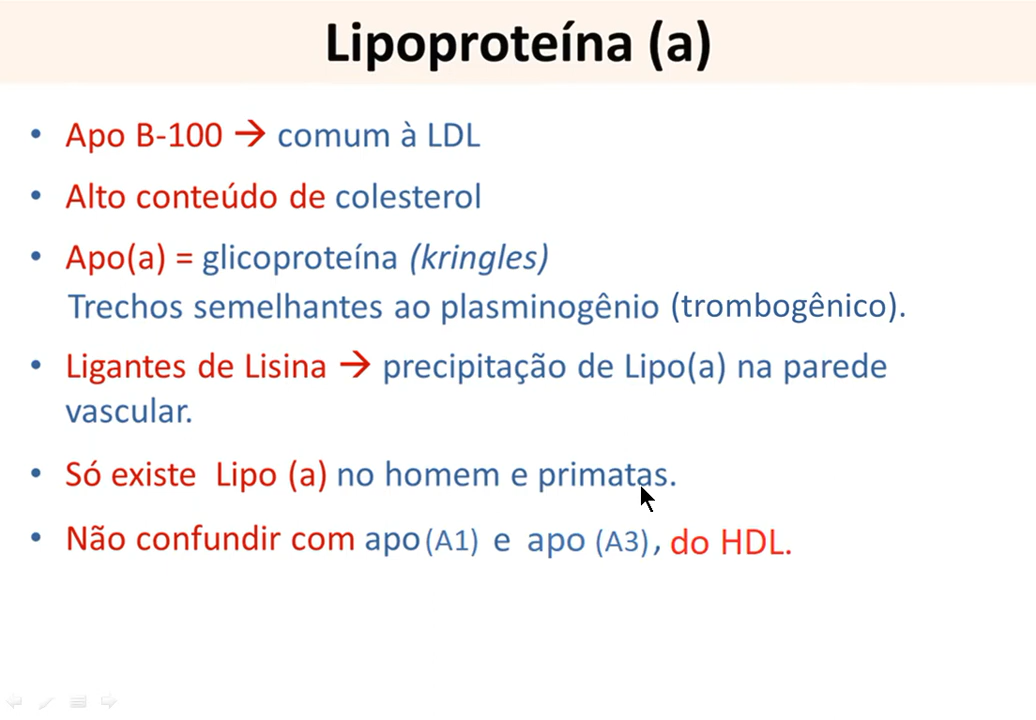 Lipoproteína (a)
• Apo B-100 → comum à LDL
• Alto conteúdo de colesterol
• Apo(a) = glicoproteína (kringles)
Trechos semelhantes ao plasminogênio (trombogênico).
• Ligantes de Lisina → precipitação de Lipo(a) na parede
vascular.
• Só existe Lipo (a) no homem e primatas.
• Não confundir com apo (A1) e apo (A3), do HDL.